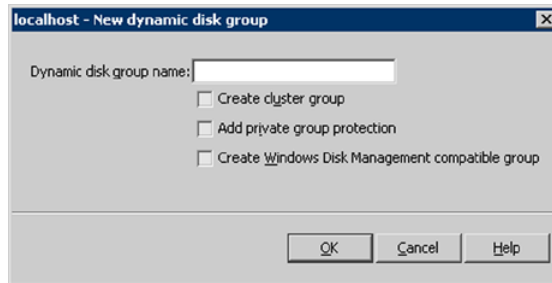 localhost - New dynamic disk group
Dynamic disk group name:
Create cluster group
Add private group protection
Create Windows Disk Management compatible group
OK Cancel Help